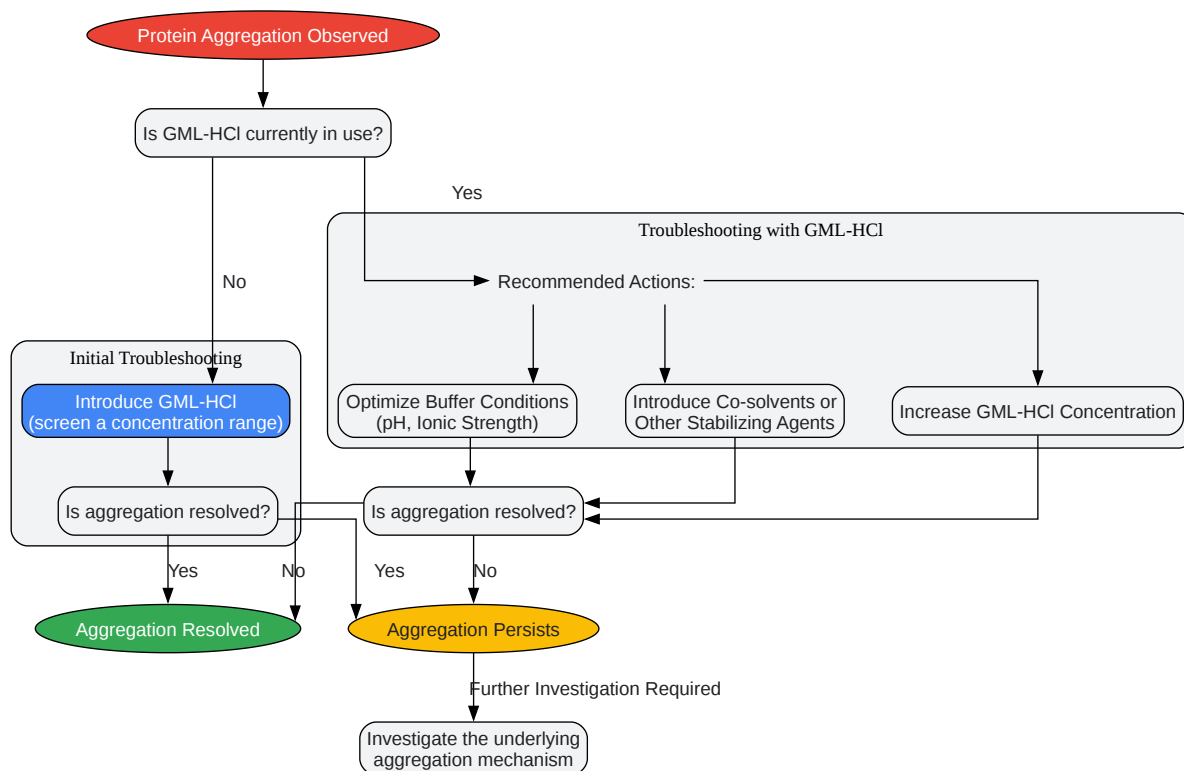 Protein Aggregation Observed
Is GML-HCl currently in use?
Yes
Troubleshooting with GML-HCl
No
Recommended Actions:
Initial Troubleshooting
Introduce GML-HCl
(screen a concentration range)
Optimize Buffer Conditions
(pH, Ionic Strength)
Introduce Co-solvents or
Other Stabilizing Agents
Increase GML-HCl Concentration
Is aggregation resolved?
Is aggregation resolved?
Yes
No
Yes
No
Aggregation Resolved
Aggregation Persists
Further Investigation Required
Investigate the underlying
aggregation mechanism